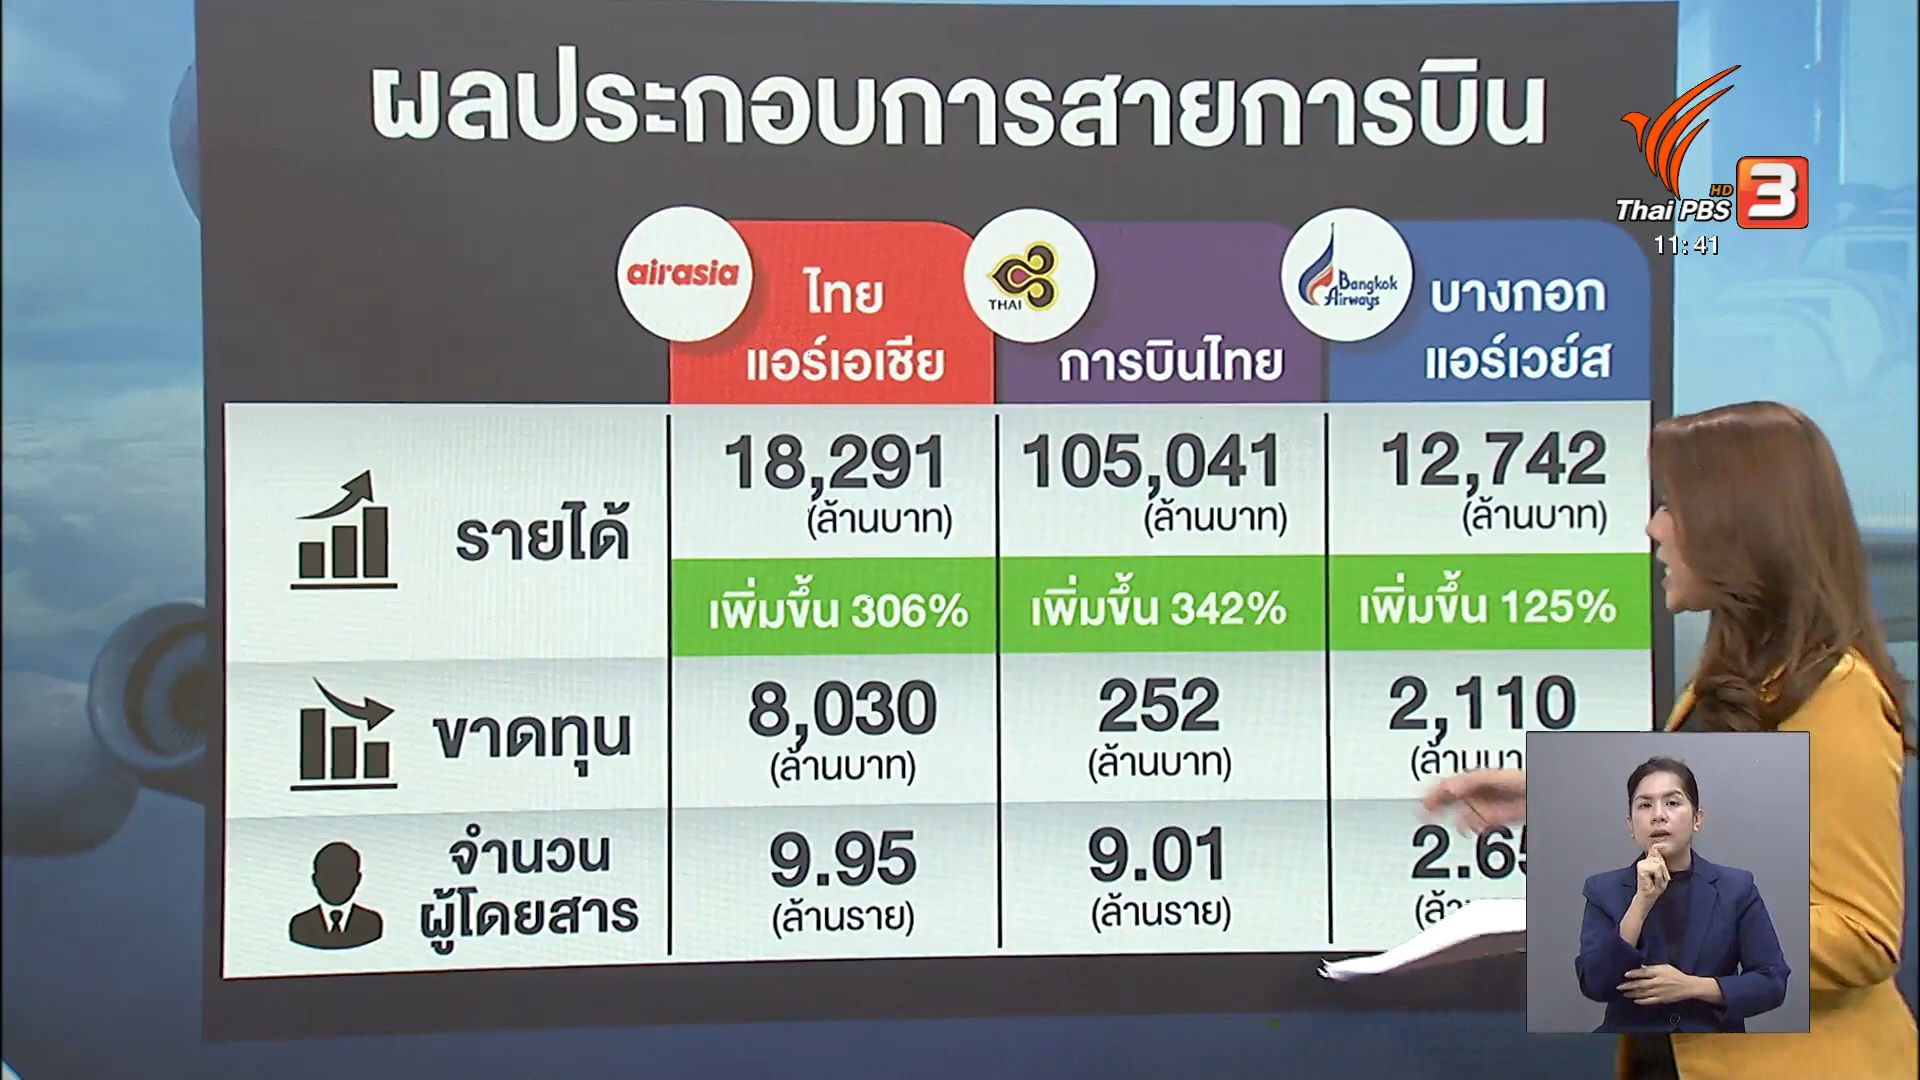 ผลประกอบการสายการบิน
HD
Thai PBS 3
11:41
airasia
ไทย
แอร์เอเชีย
THAI
การบินไทย
Bangkok
Airways
บางกอก
แอร์เวย์ส
รายได้
18,291
(ล้านบาท)
105,041
(ล้านบาท)
12,742
(ล้านบาท)
เพิ่มขึ้น 306%
เพิ่มขึ้น 342%
เพิ่มขึ้น 125%
ขาดทุน
8,030
(ล้านบาท)
252
(ล้านบาท)
2,110
จำนวน
ผู้โดยสาร
9.95
(ล้านราย)
9.01
(ล้านราย)